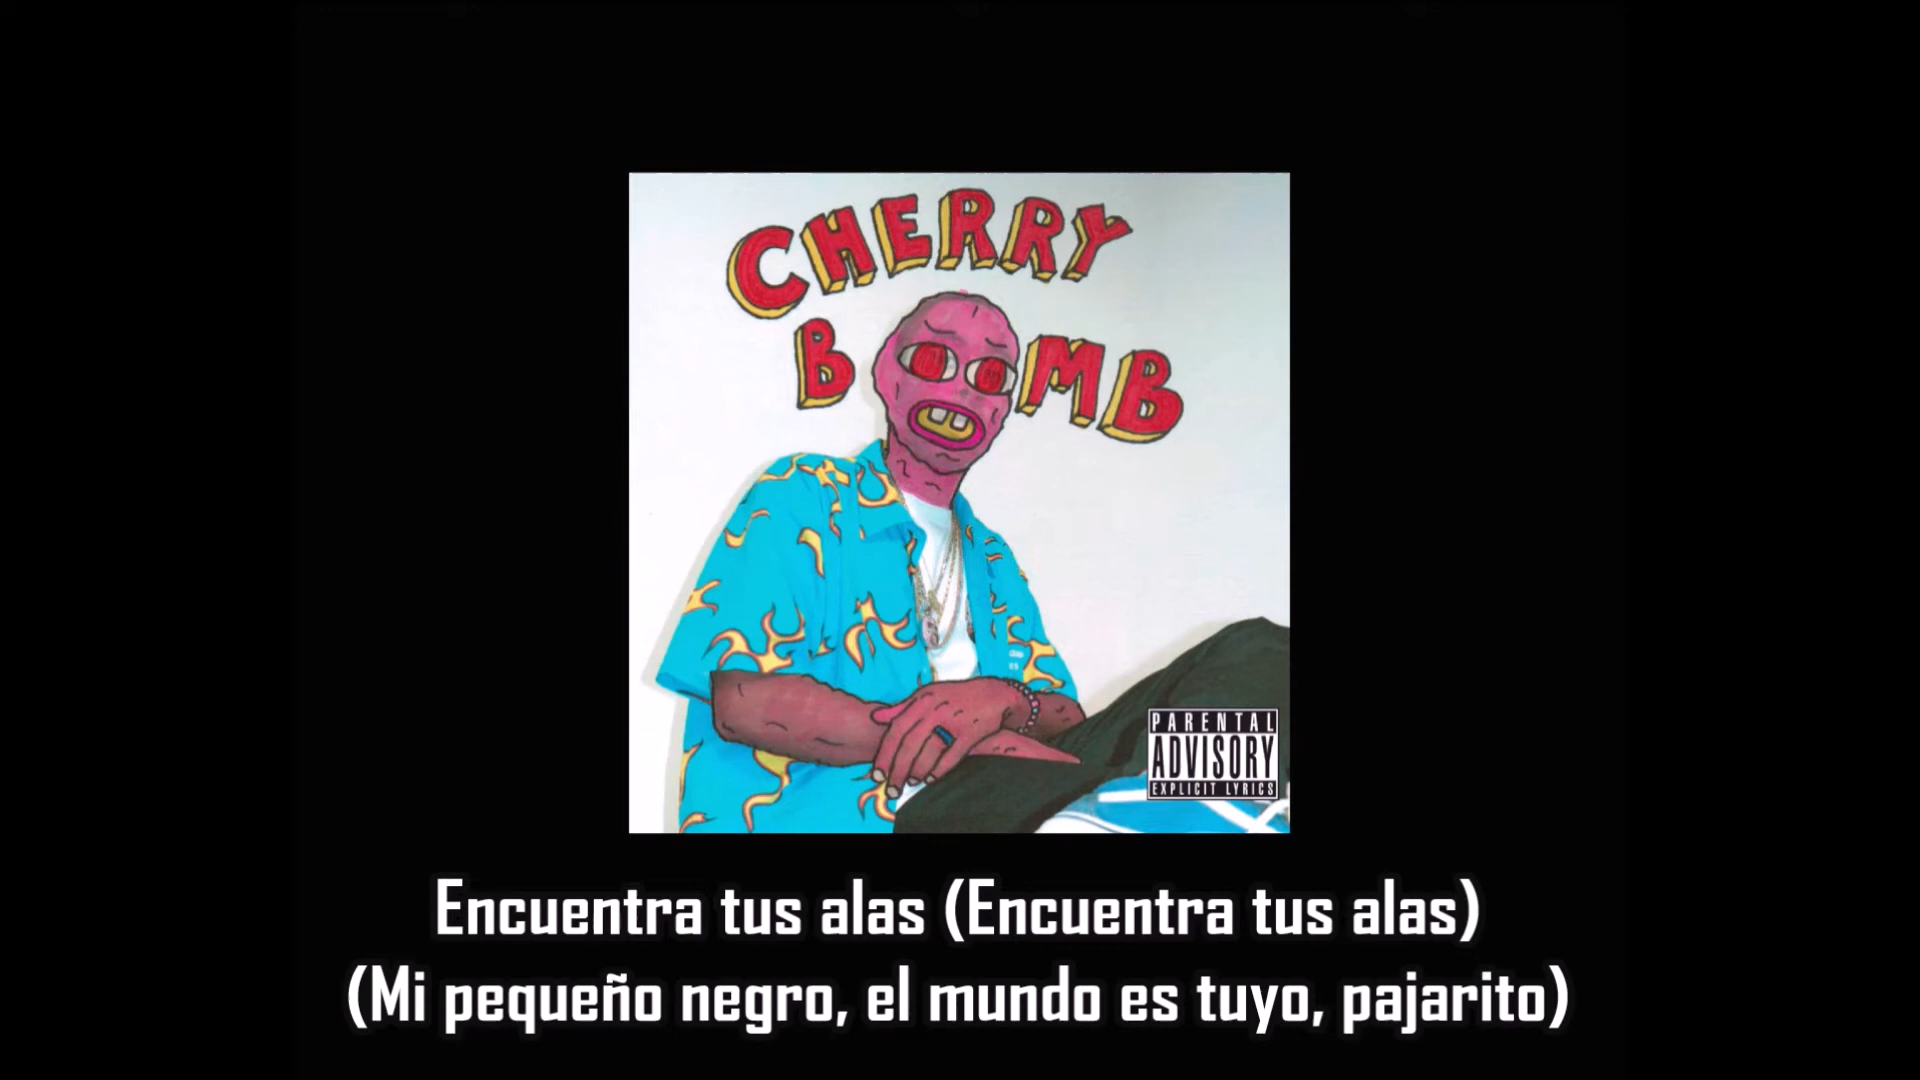 CHERRY
B MB
PARENTAL
ADVISORY
EXPLICIT LYRICS
Encuentra tus alas (Encuentra tus alas)
(Mi pequeño negro, el mundo es tuyo, pajarito)